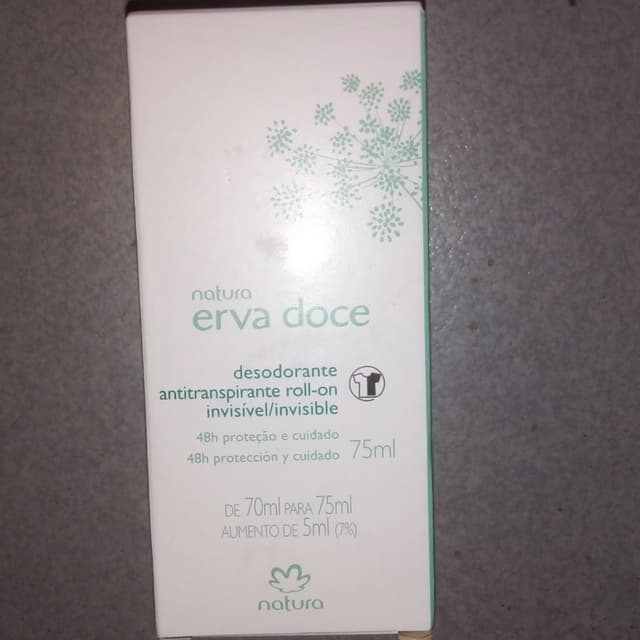 natura
erva doce
desodorante
antitranspirante roll-on
invisível/invisible
48h proteção e cuidado
48h protección y cuidado 75ml
DE 70ml PARA 75ml
AUMENTO DE 5ml (7%)
natura